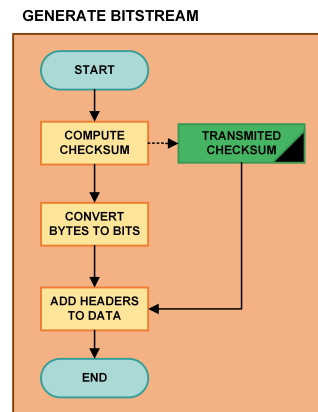 GENERATE BITSTREAM
START
COMPUTE
CHECKSUM
TRANSMITED
CHECKSUM
CONVERT
BYTES TO BITS
ADD HEADERS
TO DATA
END